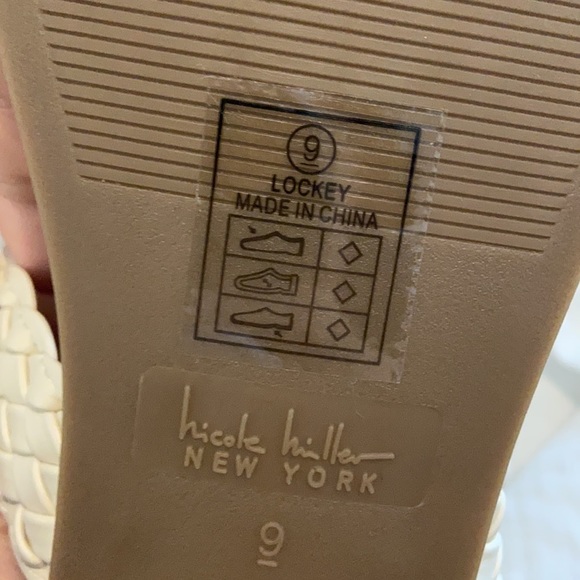 9
LOCKEY
MADE IN CHINA
nicole miller
NEW YORK
9